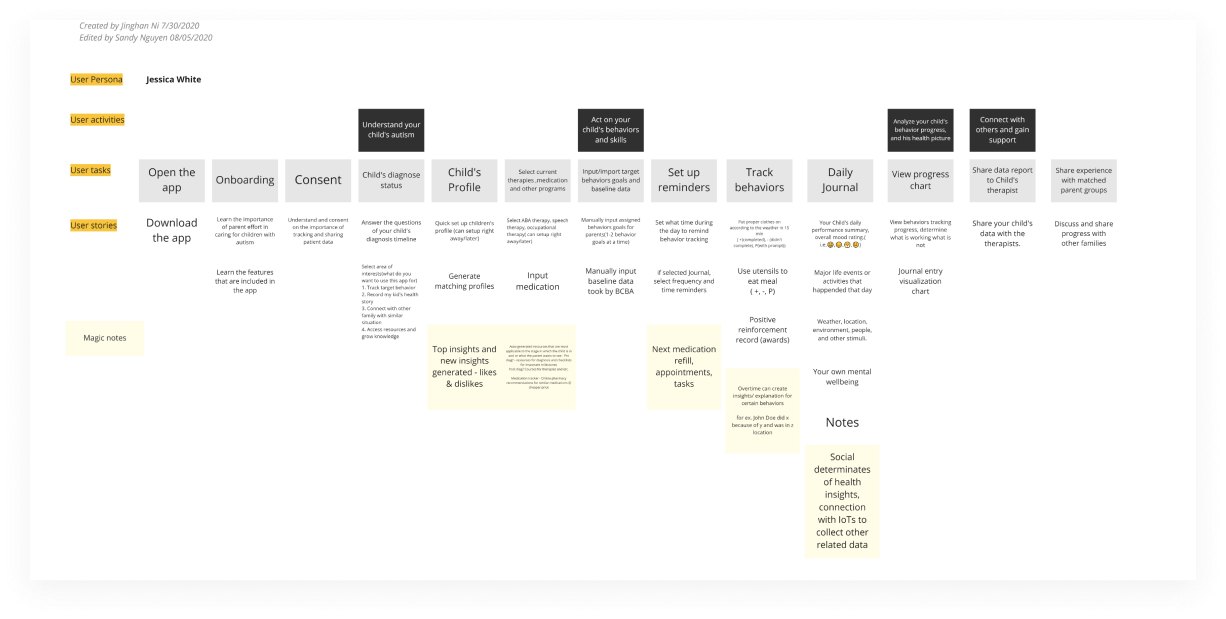 Created by Jinghan Ni 7/30/2020
Edited by Sandy Nguyen 08/05/2020
User Persona
Jessica White
User activities
Understand your
child's autism
Act on your
child's behaviors
and skills
Analyze your child's
behavior progress,
and his health picture
Connect with
others and gain
support
User tasks
Open the
app
Onboarding
Consent
Child's diagnose
status
Child's
Profile
Select current
therapies ,medication
and other programs
Input/import target
behaviors goals and
baseline data
Set up
reminders
Track
behaviors
Daily
Journal
View progress
chart
Share data report
to Child's
therapist
Share experience
with matched
parent groups
User stories
Download
the app
Learn the importance
of parent effort in
caring for children with
autism
Understand and consent
on the importance of
tracking and sharing
patient data
Answer the questions
of your child's
diagnosis timeline
Quick set up children's
profile (can setup right
away/later)
Select ABA therapy, speech
therapy, occupational
therapy( can setup right
away/later)
Manually input assigned
behaviors goals for
parents(1-2 behavior
goals at a time)
Set what time during
the day to remind
behavior tracking
Put proper clothes on
according to the weather in 15
min
( +(completed), - (didn't
complete), P(with prompt))
Your Child's daily
performance summary,
overall mood rating.(
i.e.
View behaviors tracking
progress, determine
what is working what is
not
Share your child's
data with the
therapists.
Discuss and share
progress with
other families
Learn the features
that are included in
the app
Select area of
interests(what do you
want to use this app for)
1. Track target behavior
2. Record my kid's health
story
3. Connect with other
family with similar
situation
4. Access resources and
grow knowledge
Generate
matching profiles
Input
medication
Manually input
baseline data
took by BCBA
if selected Journal,
select frequency and
time reminders
Use utensils to
eat meal
( +, -, P)
Major life events or
activities that
happended that day
Journal entry
visualization
chart
Positive
reinforcement
record (awards)
Weather, location,
environment, people,
and other stimuli.
Your own mental
wellbeing
Notes
Magic notes
Top insights and
new insights
generated - likes
& dislikes
Next medication
refill,
appointments,
tasks
Overtime can create
insights/ explanation for
certain behaviors
for ex. John Doe did x
because of y and was in z
location
Social
determinates
of health
insights,
connection
with IoTs to
collect other
related data